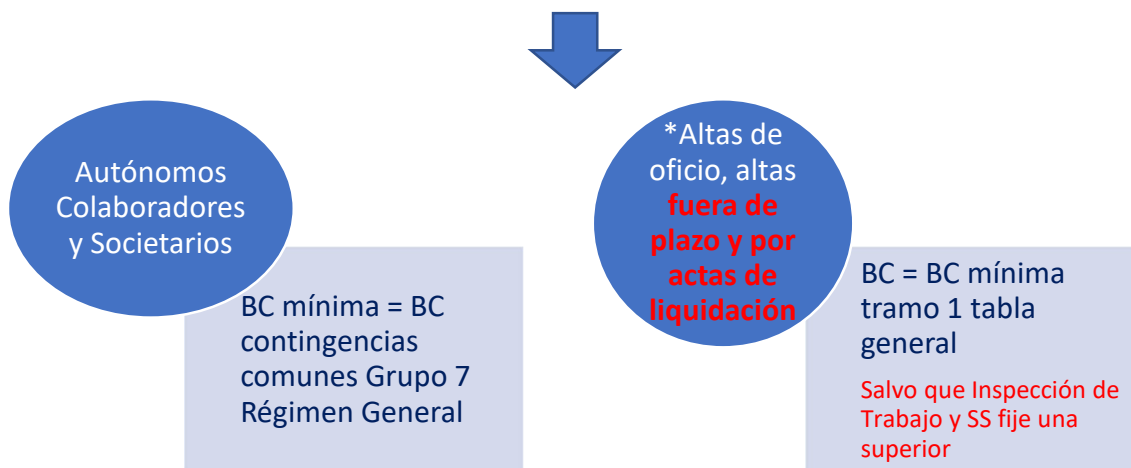 Autónomos
Colaboradores
y Societarios
BC mínima = BC
contingencias
comunes Grupo 7
Régimen General
*Altas de
oficio, altas
fuera de
plazo y por
actas de
liquidación
BC = BC mínima
tramo 1 tabla
general
Salvo que Inspección de
Trabajo y SS fije una
superior